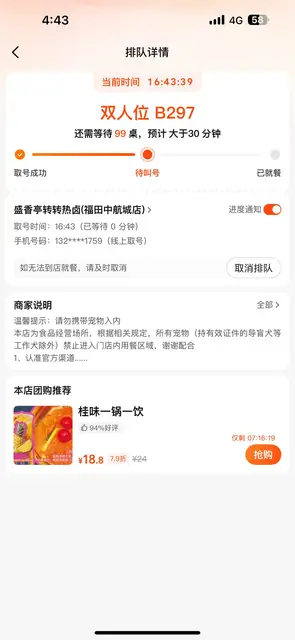 4:43
4G 58
排队详情
当前时间 16:43:39
双人位 B297
还需等待 99 桌，预计 大于30 分钟
取号成功 待叫号 已就餐
盛香亭转转热卤(福田中航城店) 进度通知
取号时间：16:43（已等待 0 分钟）
手机号码：132****1759（线上取号）
如无法到店就餐，请及时取消 取消排队
商家说明 全部
温馨提示：请勿携带宠物入内
本店为食品经营场所，根据相关规定，所有宠物（持有效证件的导盲犬等
工作犬除外）禁止进入门店内用餐区域，谢谢配合
1、认准官方渠道......
本店团购推荐
桂味一锅一饮
94%好评
仅剩 07:16:19
¥18.8 7.9折 ¥24 抢购